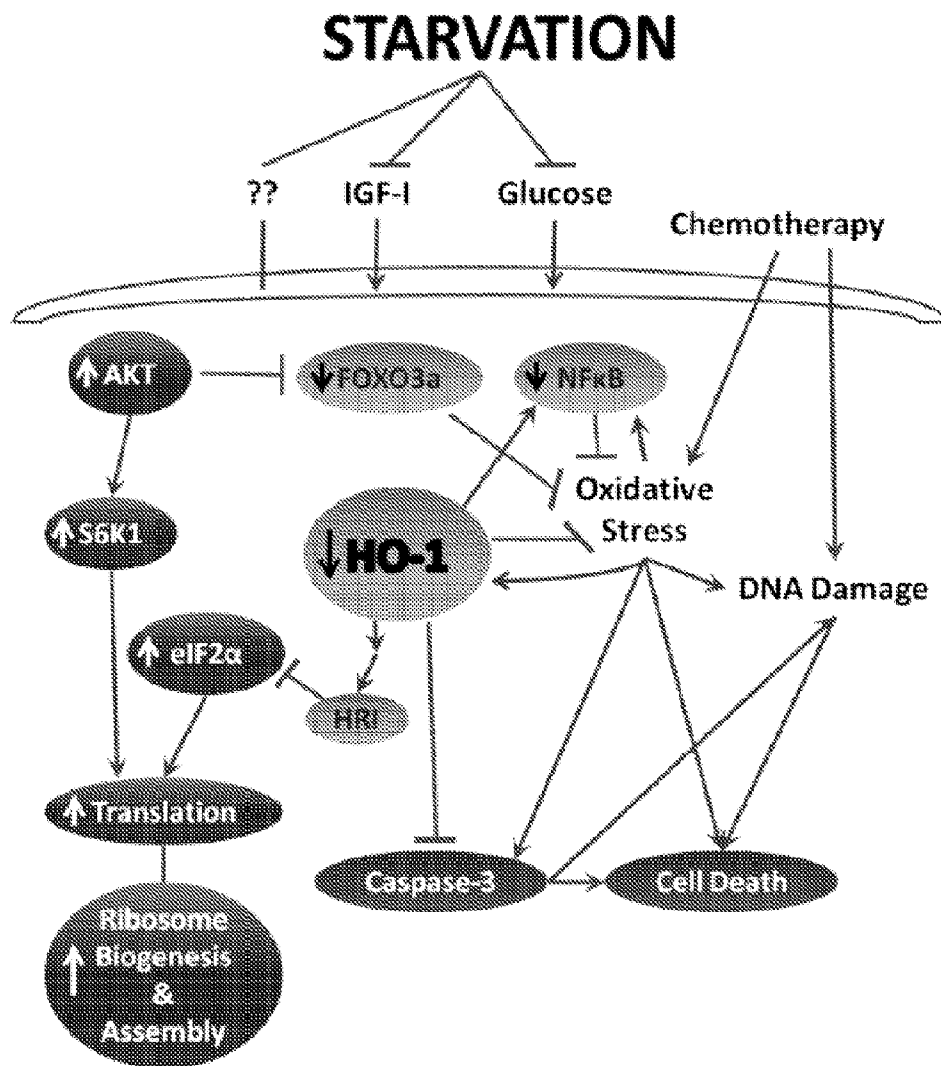 STARVATION
??
IGF-I
Glucose
Chemotherapy
AKT
FOXO3a
NFκB
Oxidative
Stress
S6K1
HO-1
DNA Damage
eIF2α
HRI
Translation
Caspase-3
Cell Death
Ribosome
Biogenesis
&
Assembly